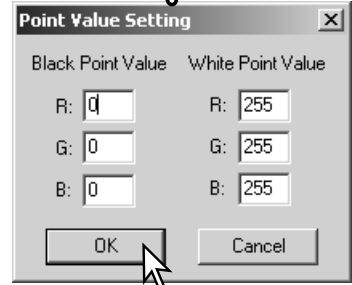 Point Value Setting
Black Point Value White Point Value
R: 0 R: 255
G: 0 G: 255
B: 0 B: 255
OK Cancel